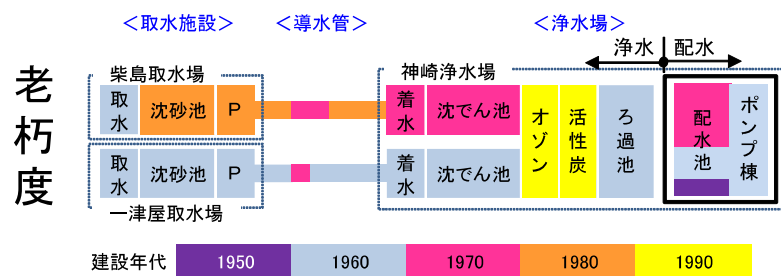 ＜取水施設＞ ＜導水管＞ ＜浄水場＞
浄水 配水
老朽度
柴島取水場 神崎浄水場
取水 沈砂池 P 着水 沈でん池 オゾン 活性炭 ろ過池 配水池 ポンプ棟
取水 沈砂池 P 着水 沈でん池
一津屋取水場
建設年代 1950 1960 1970 1980 1990